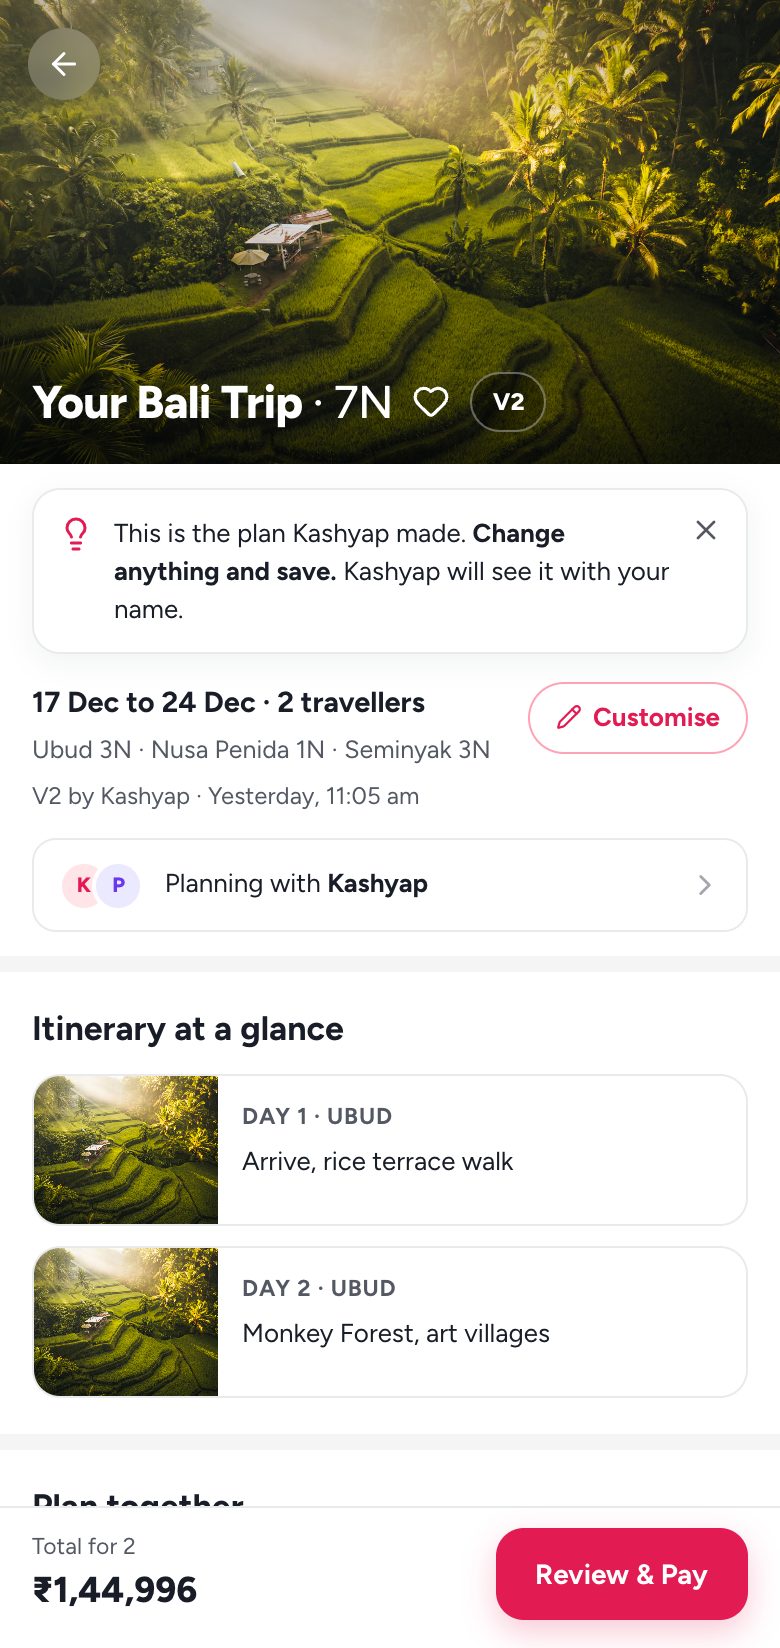 Your Bali Trip · 7N V2
This is the plan Kashyap made. Change
anything and save. Kashyap will see it with your
name.
17 Dec to 24 Dec · 2 travellers
Customise
Ubud 3N · Nusa Penida 1N · Seminyak 3N
V2 by Kashyap · Yesterday, 11:05 am
K P Planning with Kashyap
Itinerary at a glance
DAY 1 · UBUD
Arrive, rice terrace walk
DAY 2 · UBUD
Monkey Forest, art villages
Plan together
Total for 2
₹1,44,996
Review & Pay